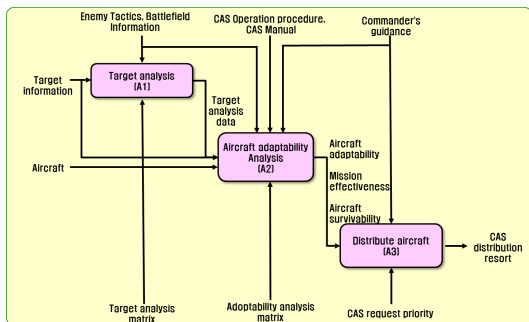 Enemy Tactics, Battlefield
Information
CAS Operation procedure,
CAS Manual
Commander's
guidance
Target
information
Target analysis
(A1)
Target
analysis
data
Aircraft
Aircraft adaptability
Analysis
(A2)
Aircraft
adaptability
Mission
effectiveness
Aircraft
survivability
Distribute aircraft
(A3)
CAS
distribution
resort
Target analysis
matrix
Adoptability analysis
matrix
CAS request priority